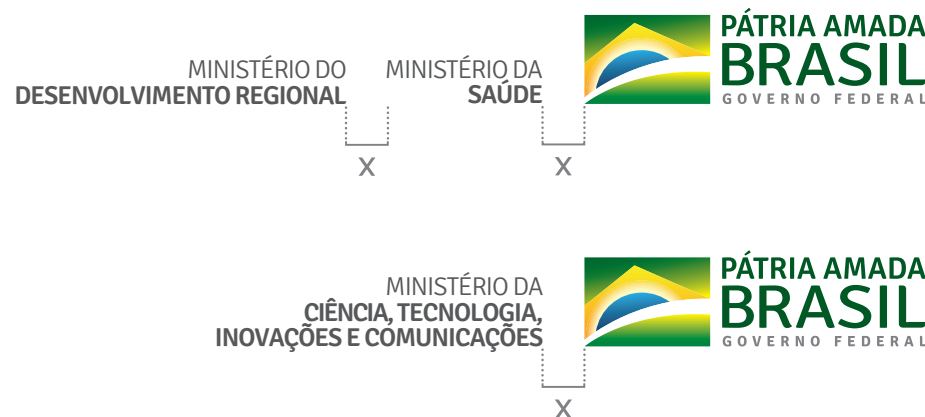 MINISTÉRIO DO
DESENVOLVIMENTO REGIONAL
MINISTÉRIO DA
SAÚDE
PÁTRIA AMADA
BRASIL
GOVERNO FEDERAL
X
X
MINISTÉRIO DA
CIÊNCIA, TECNOLOGIA,
INOVAÇÕES E COMUNICAÇÕES
PÁTRIA AMADA
BRASIL
GOVERNO FEDERAL
X